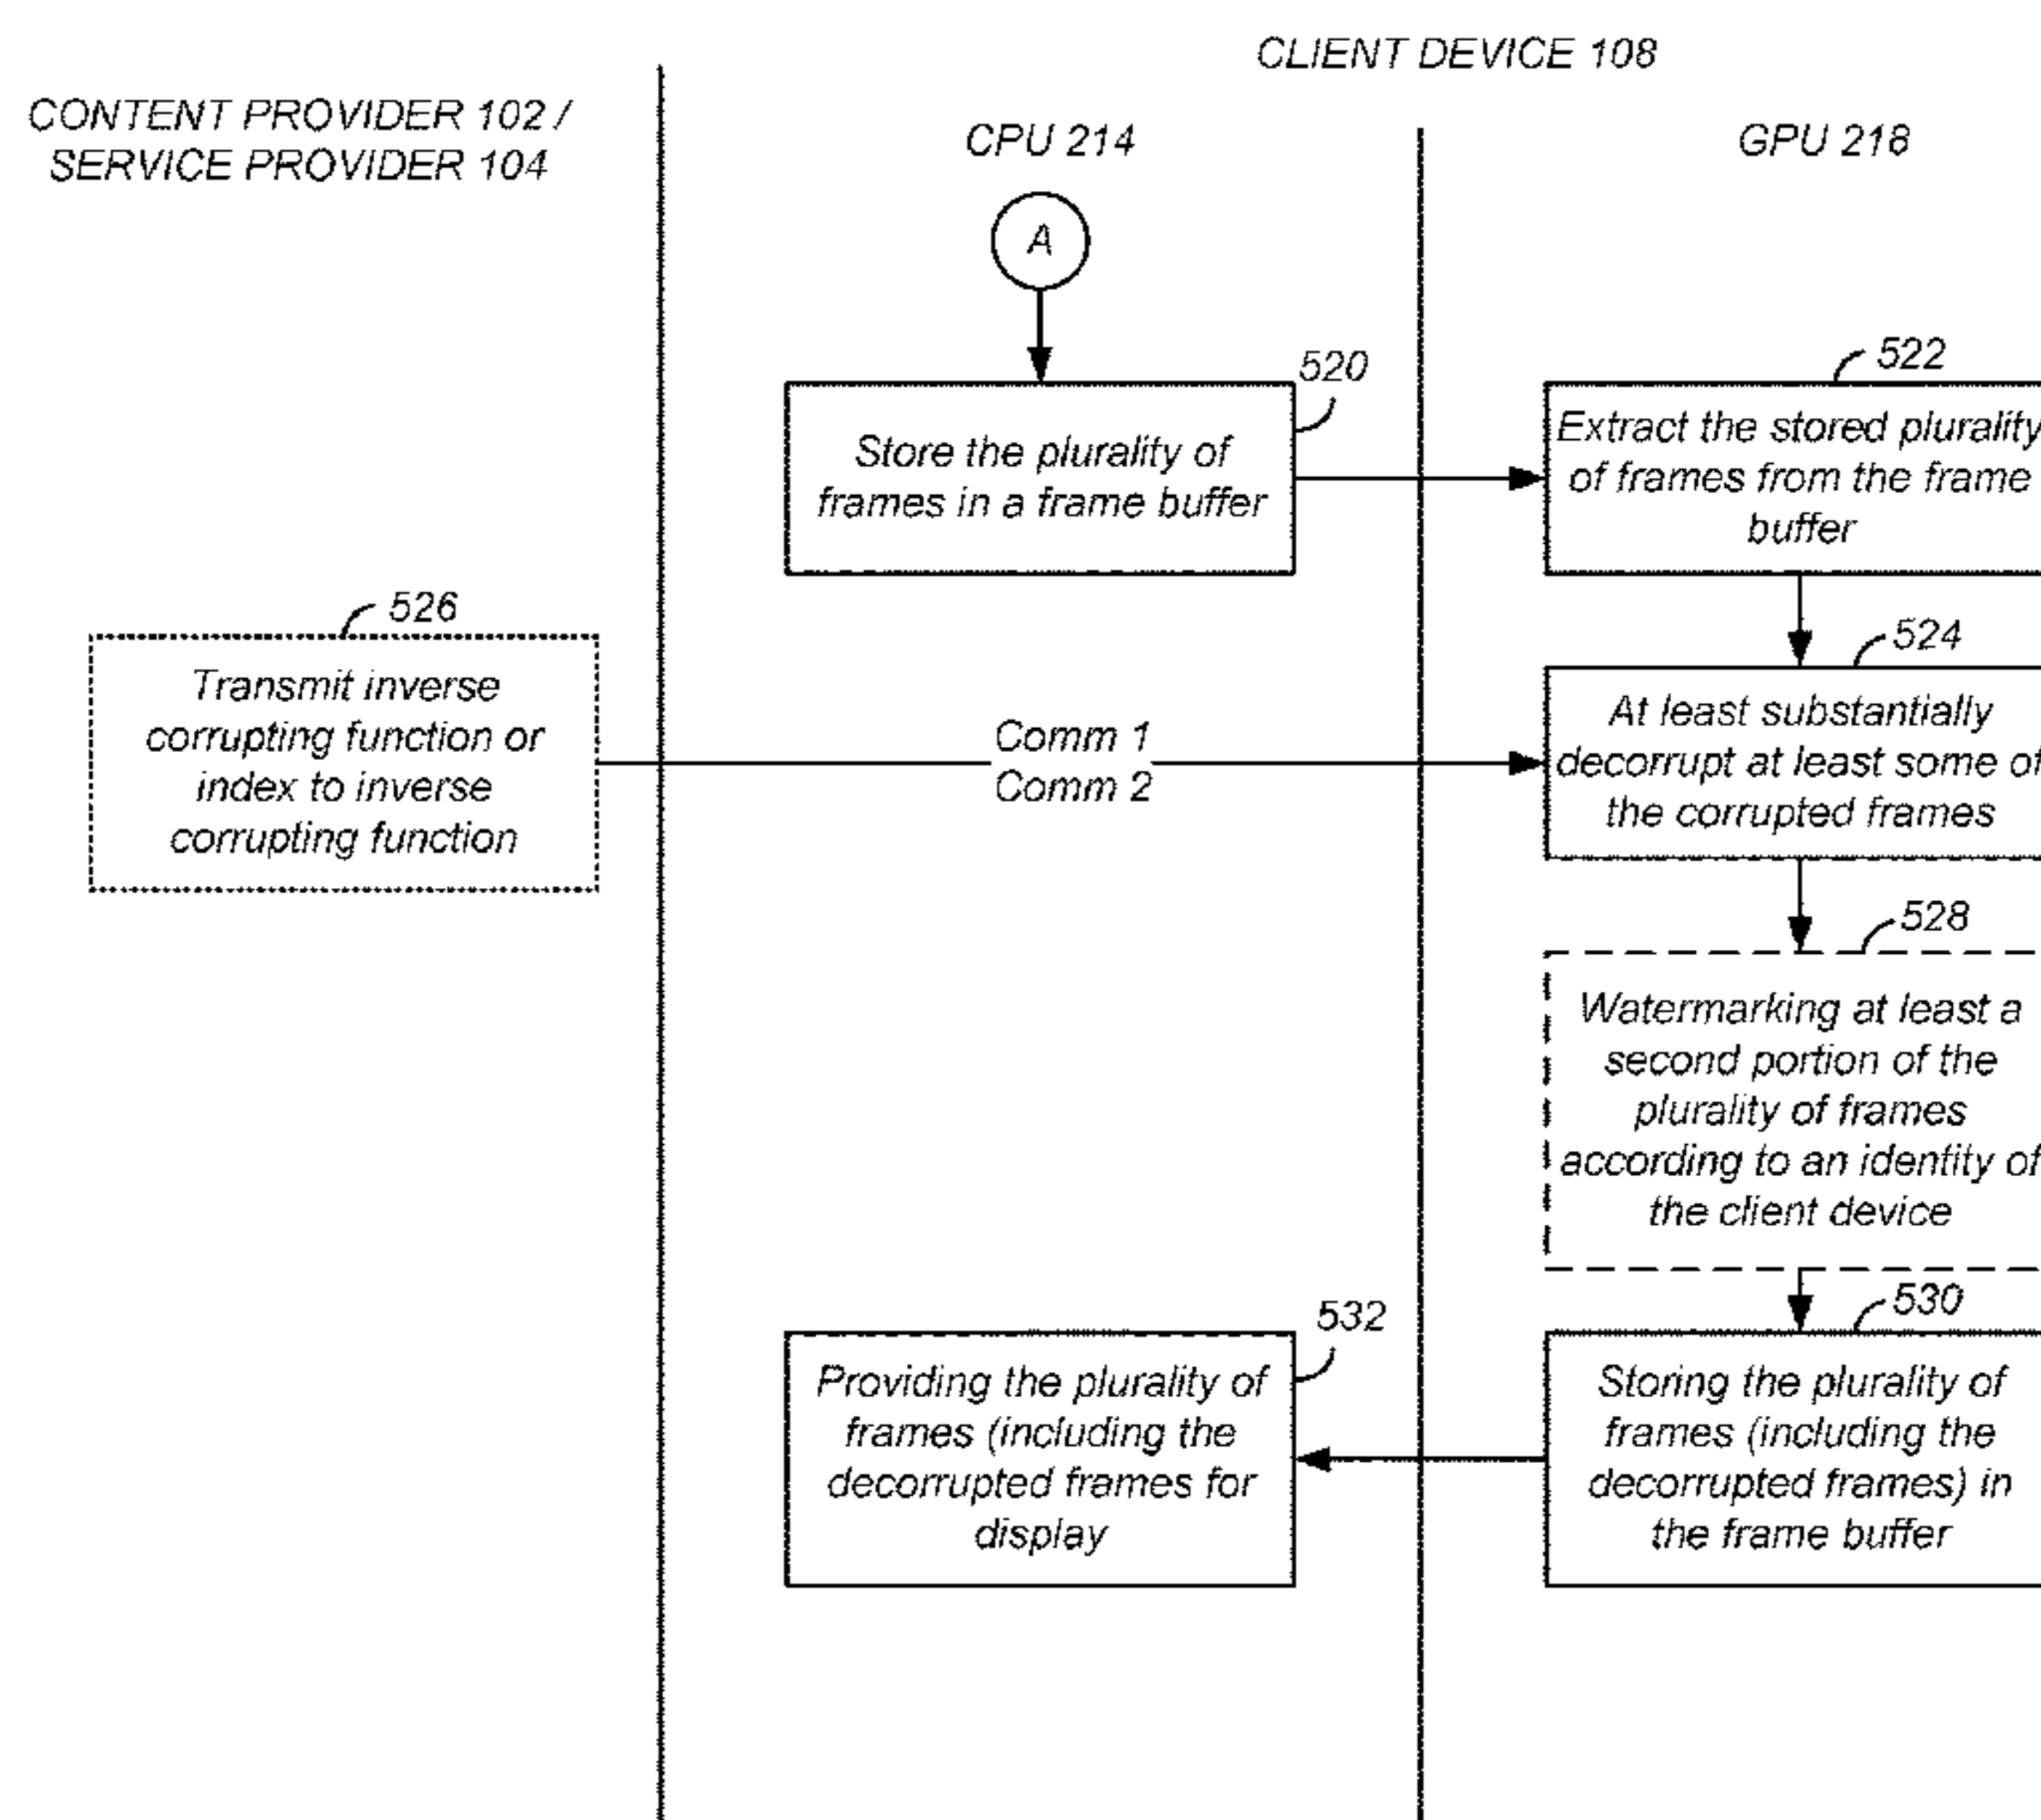 CLIENT DEVICE 108
CONTENT PROVIDER 102 /
SERVICE PROVIDER 104
CPU 214
GPU 218
A
520
Store the plurality of
frames in a frame buffer
522
Extract the stored plurality
of frames from the frame
buffer
526
Transmit inverse
corrupting function or
index to inverse
corrupting function
Comm 1
Comm 2
524
At least substantially
decorrupt at least some of
the corrupted frames
528
Watermarking at least a
second portion of the
plurality of frames
according to an identity of
the client device
530
Storing the plurality of
frames (including the
decorrupted frames) in
the frame buffer
532
Providing the plurality of
frames (including the
decorrupted frames for
display